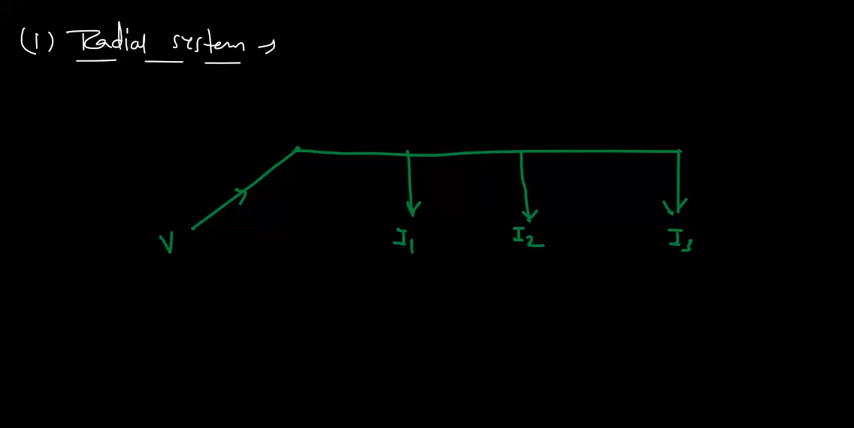 (1) Radial system →
V
I1 I2 I3